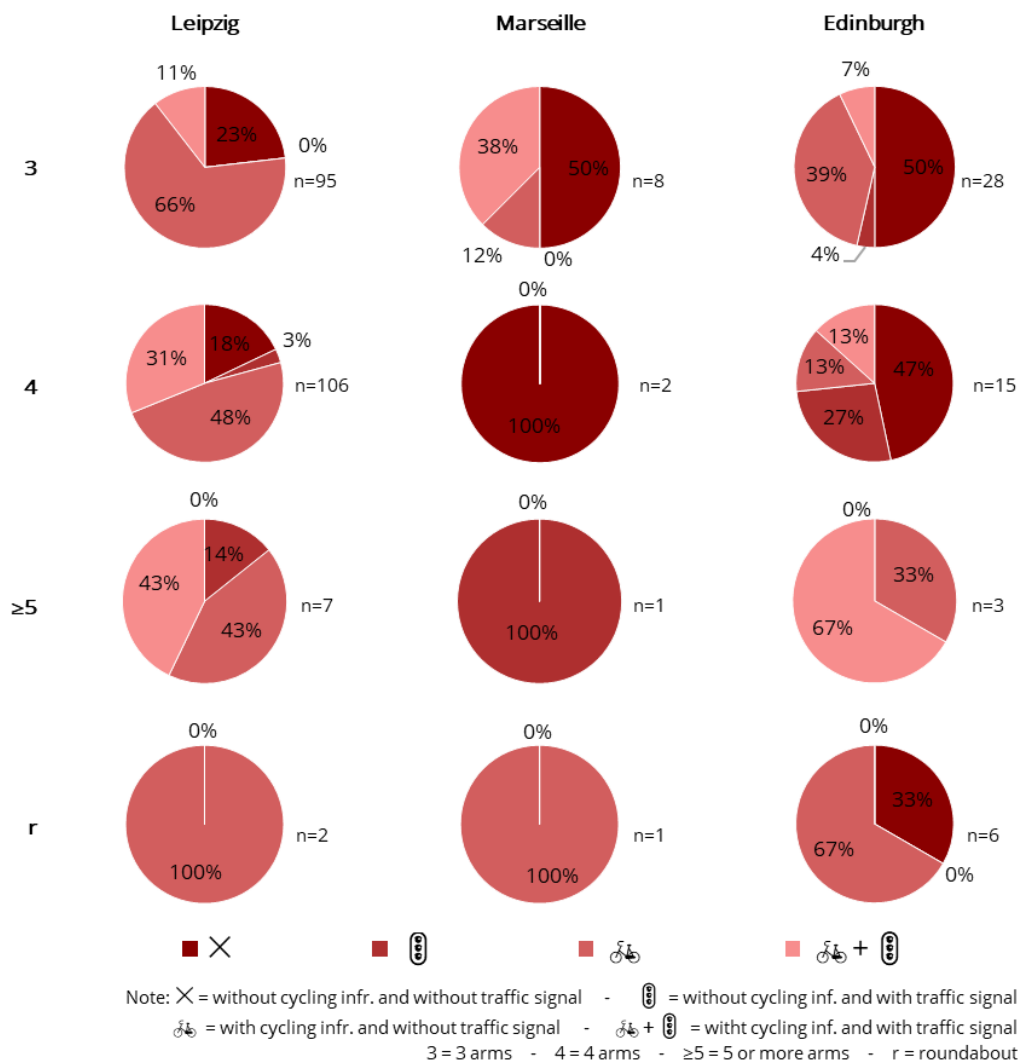 Leipzig Marseille Edinburgh
11% 7%
3 23% 0% 38% 50% n=8 39% 50% n=28
66% n=95
12% 0% 4%
0%
4 31% 18% 3% n=2 13% 47% n=15
n=106 13%
48% 100% 27%
0% 0% 0%
≥5 43% 14% n=7 n=1 33% n=3
43% 100% 67%
0% 0% 0%
r n=2 n=1 33% n=6
100% 100% 67% 0%
+
Note: = without cycling infr. and without traffic signal - = without cycling inf. and with traffic signal
= with cycling infr. and without traffic signal - + = witht cycling inf. and with traffic signal
3 = 3 arms - 4 = 4 arms - ≥5 = 5 or more arms - r = roundabout